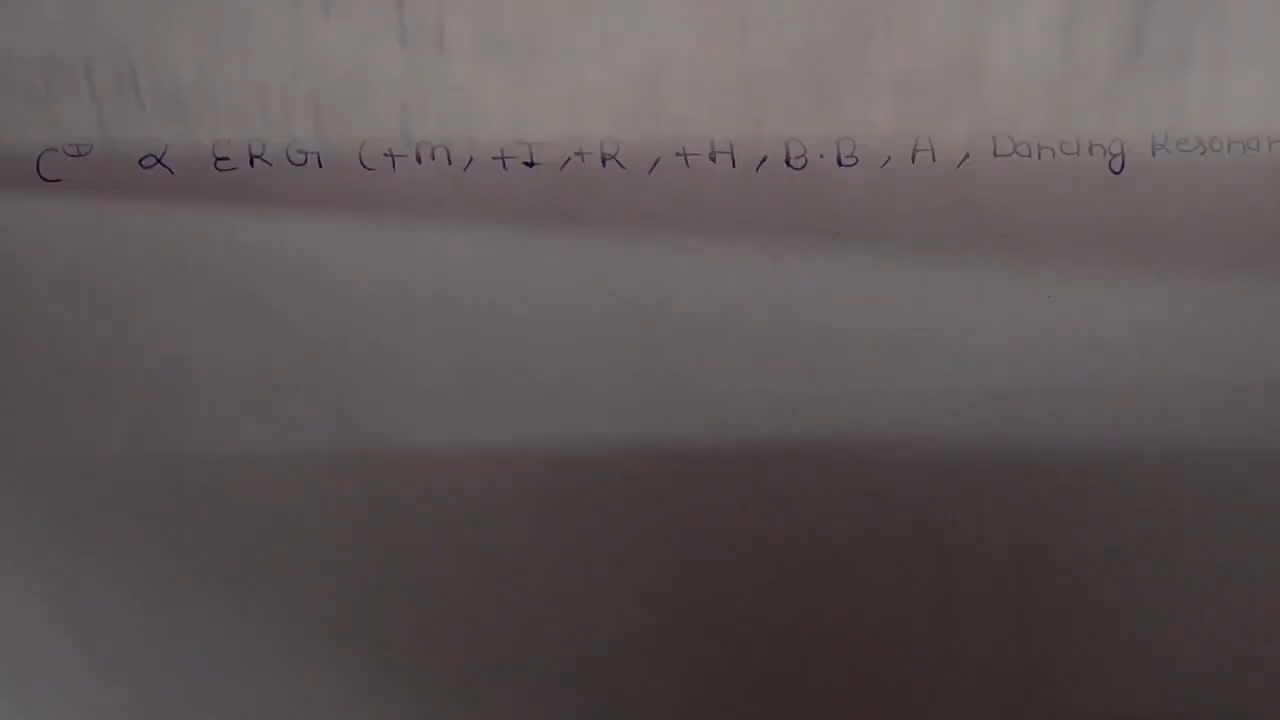 C⊕ ∝ ERG (+M, +I, +R, +H, B.B, A, Dancing Resonan